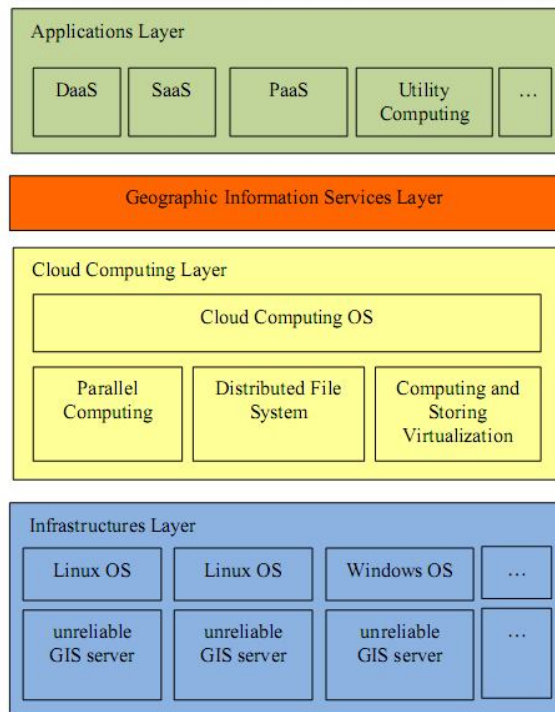 Applications Layer
DaaS
SaaS
PaaS
Utility
Computing
…
Geographic Information Services Layer
Cloud Computing Layer
Cloud Computing OS
Parallel
Computing
Distributed File
System
Computing and
Storing
Virtualization
Infrastructures Layer
Linux OS
Linux OS
Windows OS
…
unreliable
GIS server
unreliable
GIS server
unreliable
GIS server
…